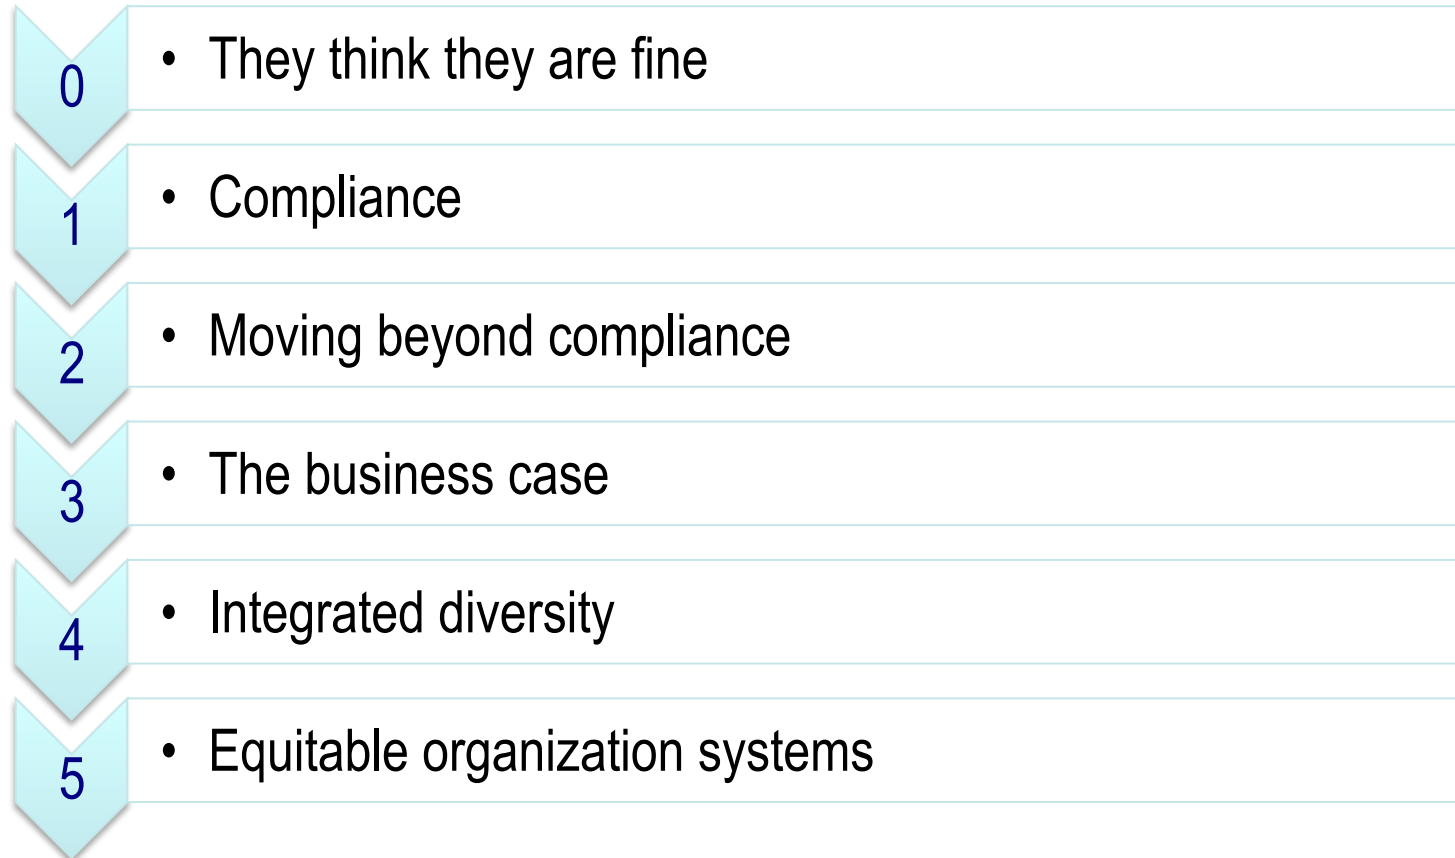 0 • They think they are fine
1 • Compliance
2 • Moving beyond compliance
3 • The business case
4 • Integrated diversity
5 • Equitable organization systems